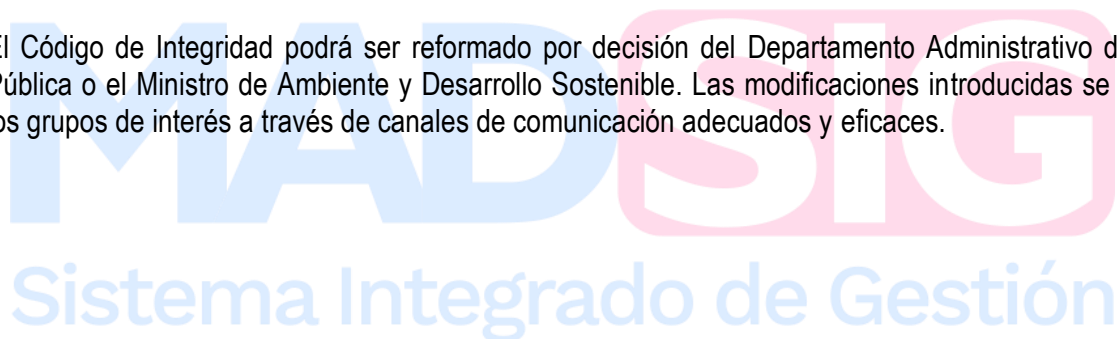 El Código de Integridad podrá ser reformado por decisión del Departamento Administrativo d
Pública o el Ministro de Ambiente y Desarrollo Sostenible. Las modificaciones introducidas se
os grupos de interés a través de canales de comunicación adecuados y eficaces.
MADSIG
Sistema Integrado de Gestión